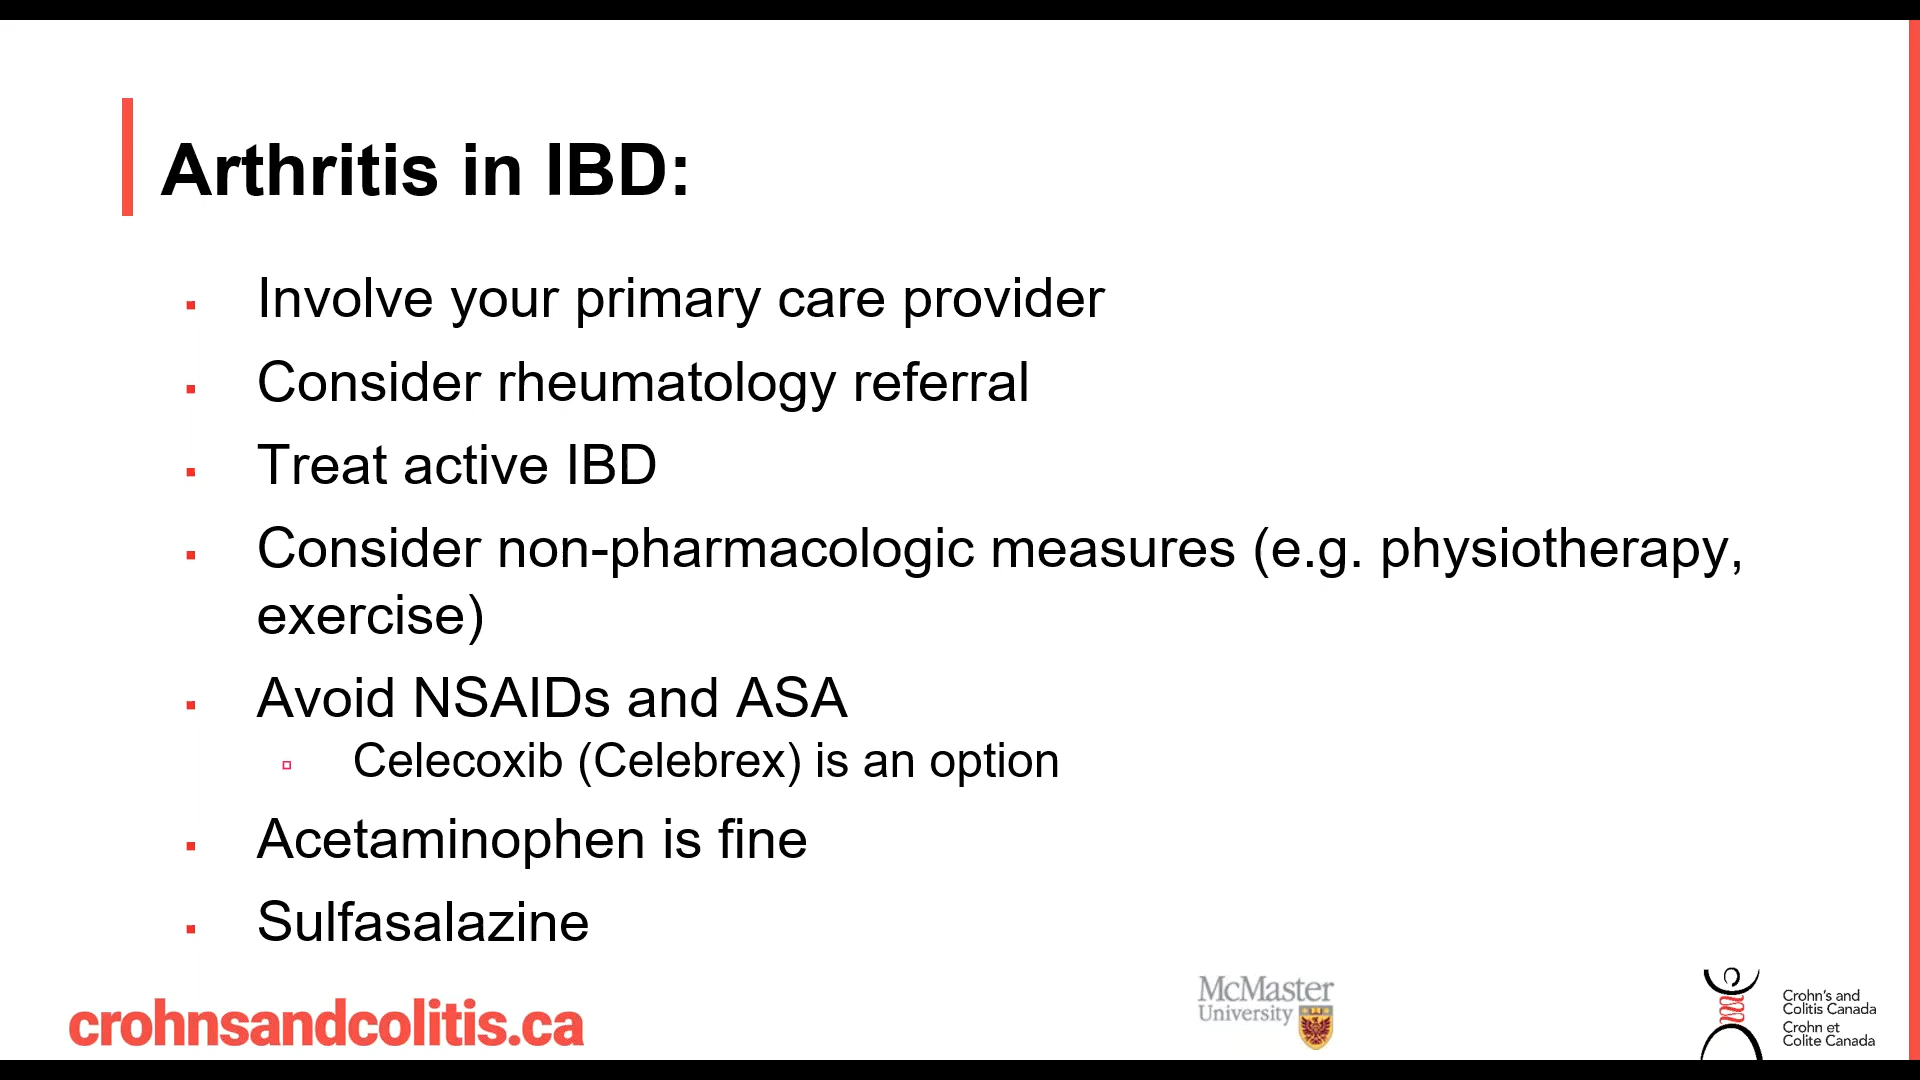 Arthritis in IBD:
Involve your primary care provider
Consider rheumatology referral
Treat active IBD
Consider non-pharmacologic measures (e.g. physiotherapy,
exercise)
Avoid NSAIDs and ASA
Celecoxib (Celebrex) is an option
Acetaminophen is fine
Sulfasalazine
crohnsandcolitis.ca
McMaster
University
Crohn's and
Colitis Canada
Crohn et
Colite Canada